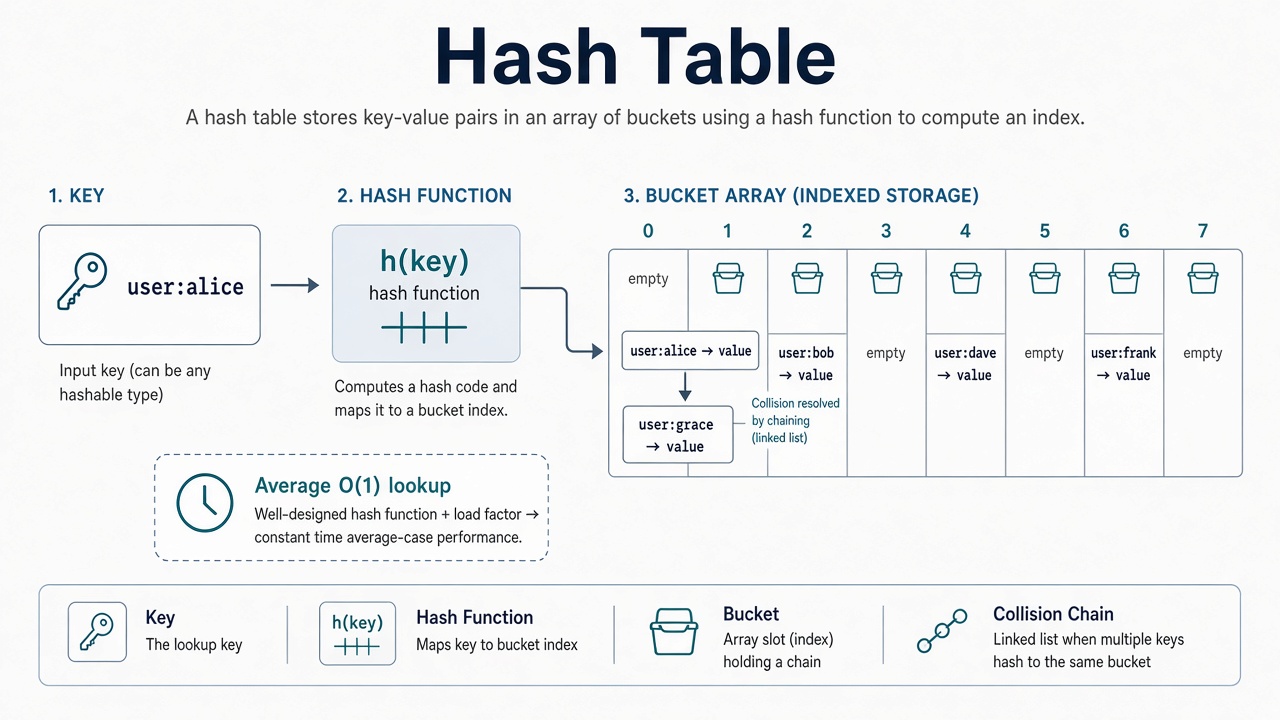 Hash Table
A hash table stores key-value pairs in an array of buckets using a hash function to compute an index.
1. KEY
user:alice
Input key (can be any
hashable type)
2. HASH FUNCTION
h(key)
hash function
Computes a hash code and
maps it to a bucket index.
3. BUCKET ARRAY (INDEXED STORAGE)
0 1 2 3 4 5 6 7
empty
user:alice → value
user:grace
→ value
Collision resolved
by chaining
(linked list)
user:bob
→ value
empty
user:dave
→ value
empty
user:frank
→ value
empty
Average O(1) lookup
Well-designed hash function + load factor →
constant time average-case performance.
Key
The lookup key
h(key)
Hash Function
Maps key to bucket index
Bucket
Array slot (index)
holding a chain
Collision Chain
Linked list when multiple keys
hash to the same bucket